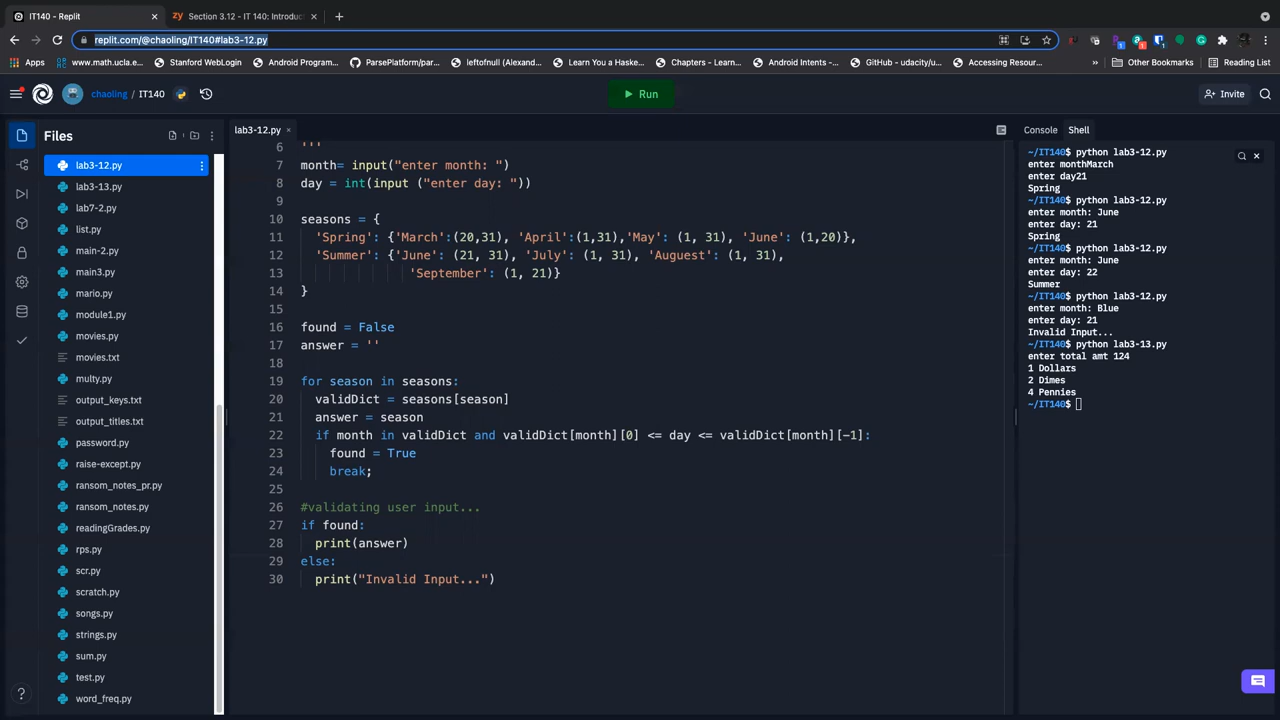 IT140 - Replit
zy Section 3.12 - IT 140: Introduc
replit.com/@chaoling/IT140#lab3-12.py
Apps
www.math.ucla.e...
Stanford WebLogin
Android Program...
ParsePlatform/par...
leftofnull (Alexand...
Learn You a Haske...
Chapters - Learn...
Android Intents -...
GitHub - udacity/u...
Accessing Resour...
»
Other Bookmarks
Reading List
chaoling / IT140
Run
Invite
Files
lab3-12.py
lab3-13.py
lab7-2.py
list.py
main-2.py
main3.py
mario.py
module1.py
movies.py
movies.txt
multy.py
output_keys.txt
output_titles.txt
password.py
raise-except.py
ransom_notes_pr.py
ransom_notes.py
readingGrades.py
rps.py
scr.py
scratch.py
songs.py
strings.py
sum.py
test.py
word_freq.py
lab3-12.py
6 '''
7 month= input("enter month: ")
8 day = int(input ("enter day: "))
9
10 seasons = {
11 'Spring': {'March':(20,31), 'April':(1,31),'May': (1, 31), 'June': (1,20)},
12 'Summer': {'June': (21, 31), 'July': (1, 31), 'Auguest': (1, 31),
13 'September': (1, 21)}
14 }
15
16 found = False
17 answer = ''
18
19 for season in seasons:
20 validDict = seasons[season]
21 answer = season
22 if month in validDict and validDict[month][0] <= day <= validDict[month][-1]:
23 found = True
24 break;
25
26 #validating user input...
27 if found:
28 print(answer)
29 else:
30 print("Invalid Input...")
Console
Shell
~/IT140$ python lab3-12.py
enter monthMarch
enter day21
Spring
~/IT140$ python lab3-12.py
enter month: June
enter day: 21
Spring
~/IT140$ python lab3-12.py
enter month: June
enter day: 22
Summer
~/IT140$ python lab3-12.py
enter month: Blue
enter day: 21
Invalid Input...
~/IT140$ python lab3-13.py
enter total amt 124
1 Dollars
2 Dimes
4 Pennies
~/IT140$